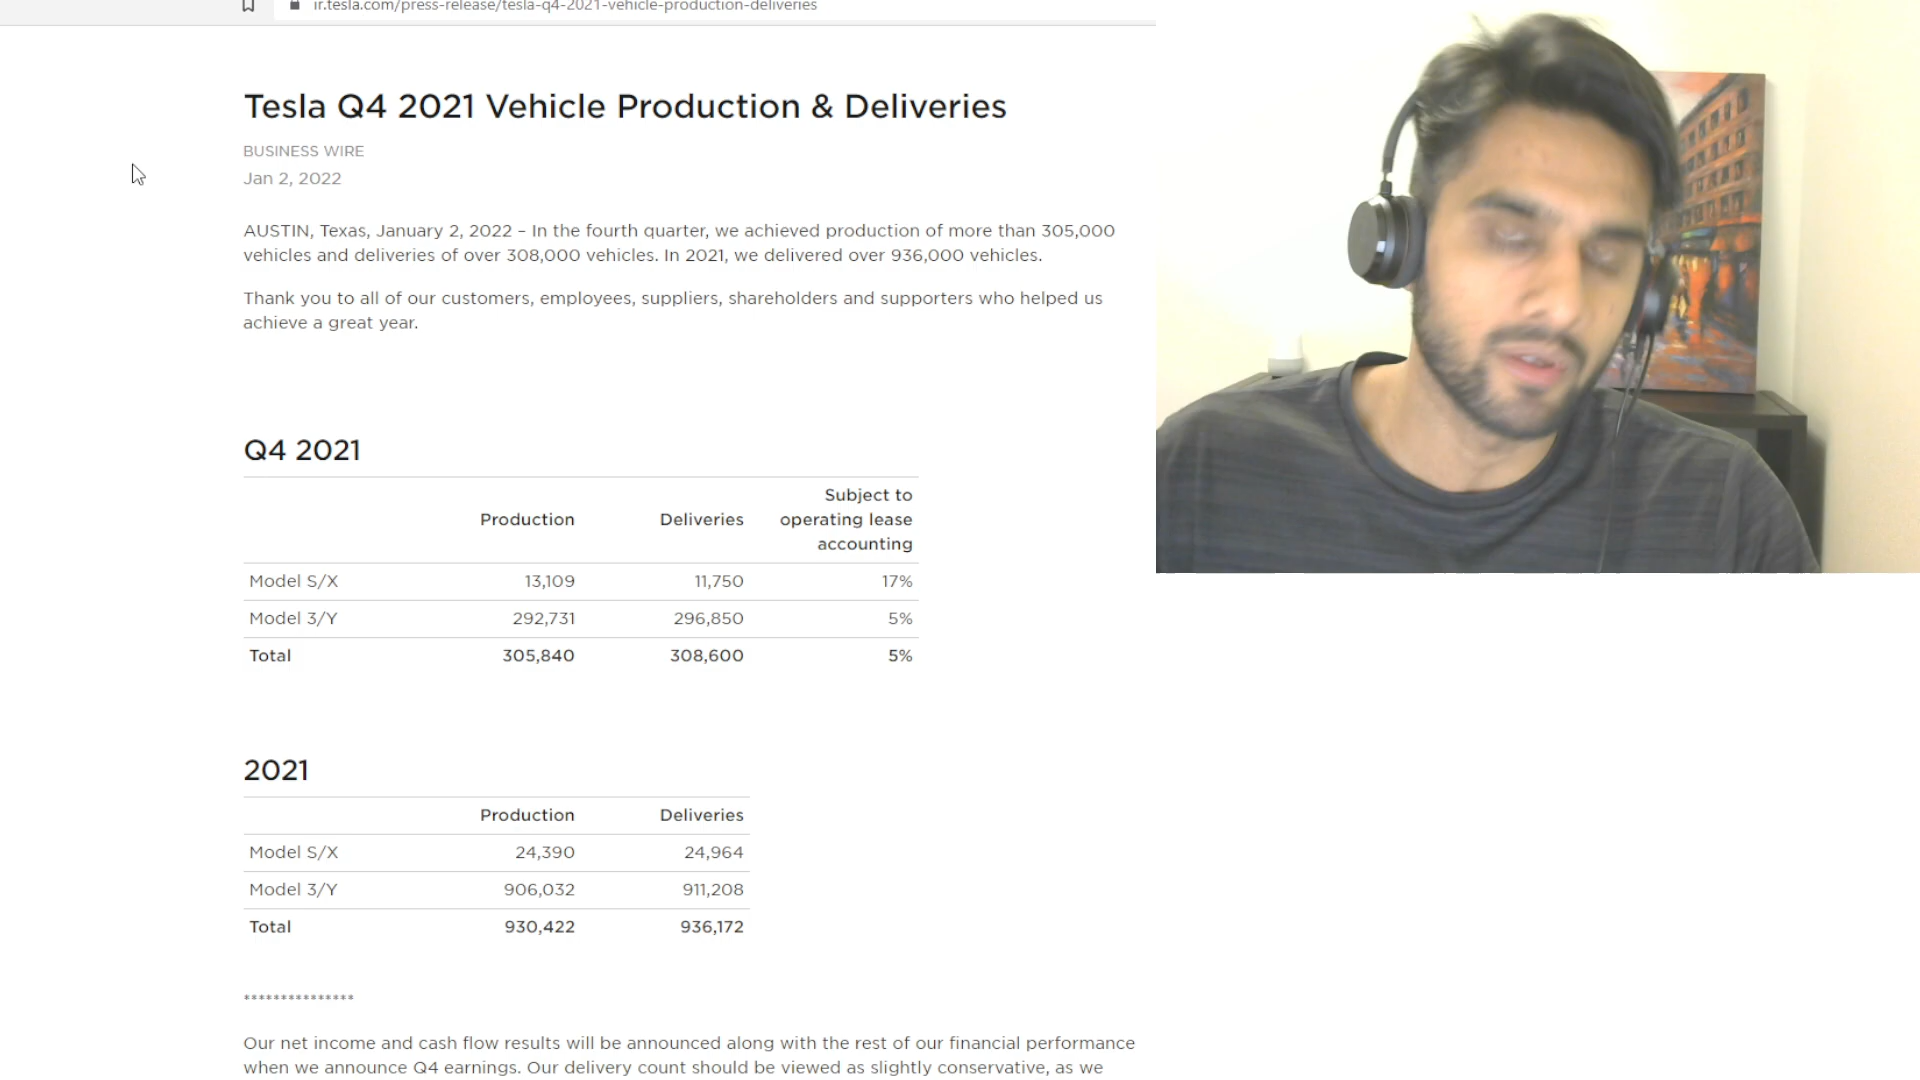 ir.tesla.com/press-release/tesla-q4-2021-vehicle-production-deliveries
Tesla Q4 2021 Vehicle Production & Deliveries
BUSINESS WIRE
Jan 2, 2022
AUSTIN, Texas, January 2, 2022 – In the fourth quarter, we achieved production of more than 305,000
vehicles and deliveries of over 308,000 vehicles. In 2021, we delivered over 936,000 vehicles.
Thank you to all of our customers, employees, suppliers, shareholders and supporters who helped us
achieve a great year.
Q4 2021
Production Deliveries Subject to
operating lease
accounting
Model S/X 13,109 11,750 17%
Model 3/Y 292,731 296,850 5%
Total 305,840 308,600 5%
2021
Production Deliveries
Model S/X 24,390 24,964
Model 3/Y 906,032 911,208
Total 930,422 936,172
***************
Our net income and cash flow results will be announced along with the rest of our financial performance
when we announce Q4 earnings. Our delivery count should be viewed as slightly conservative, as we